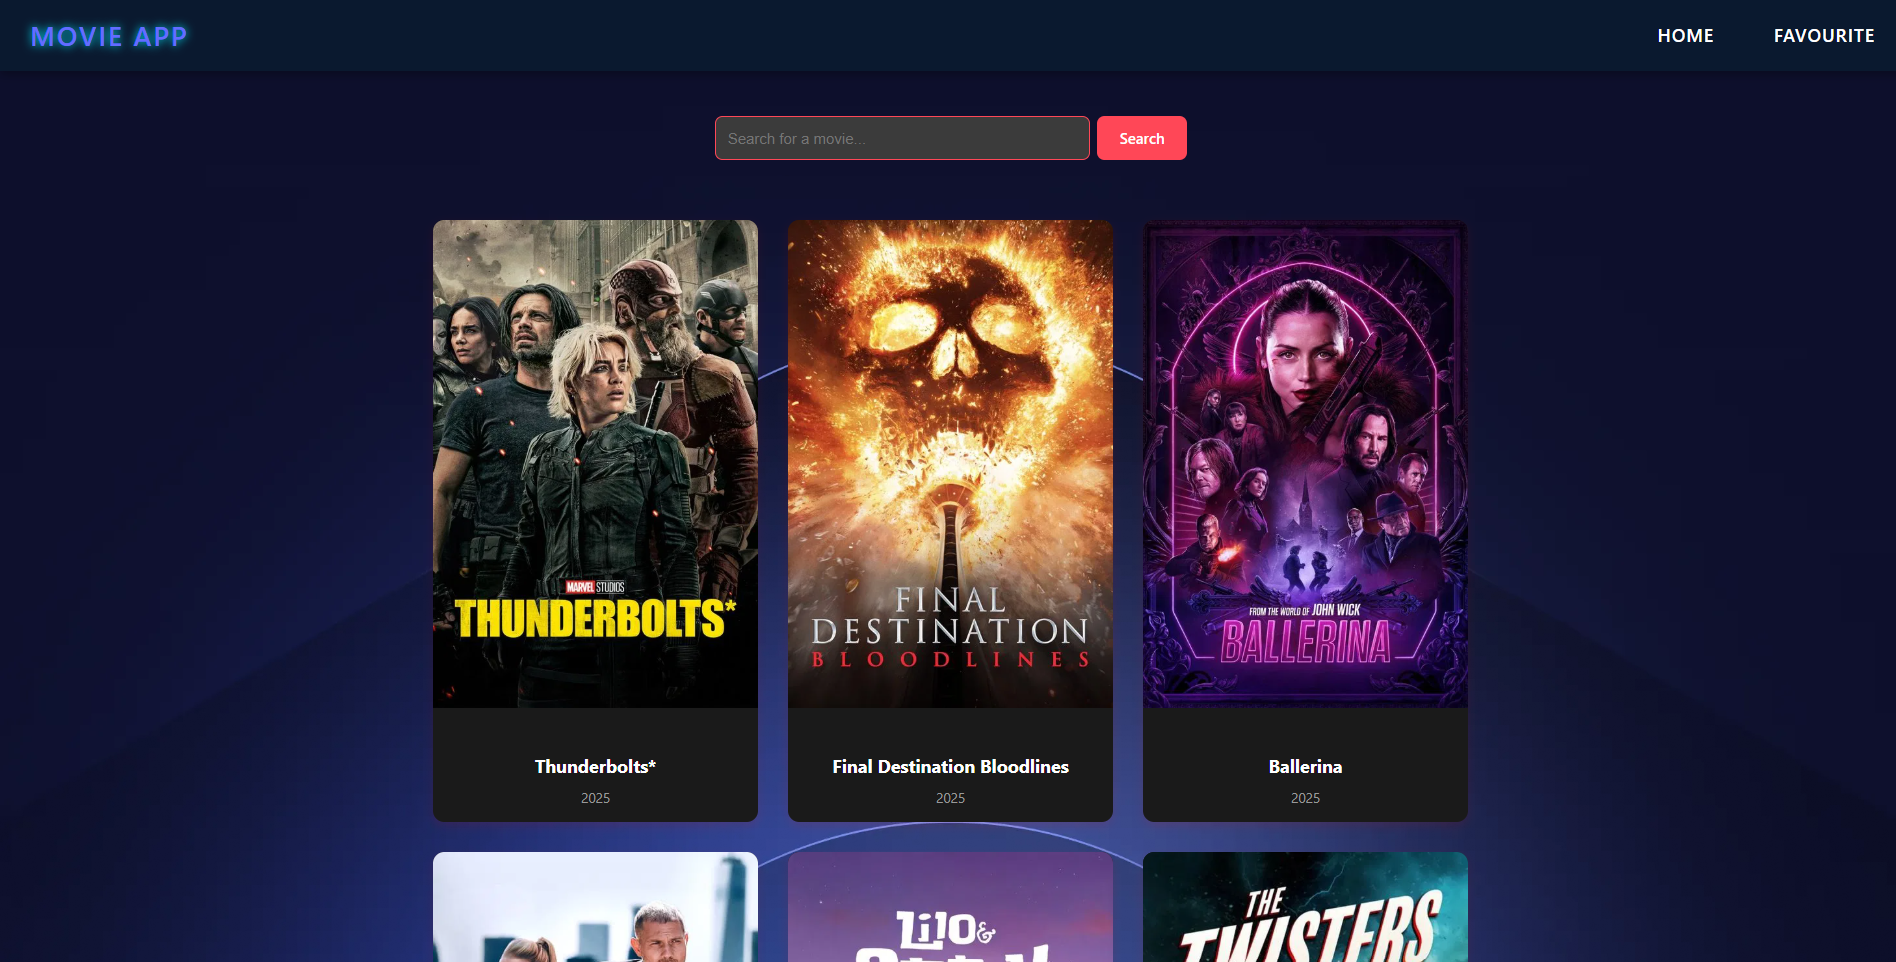 MOVIE APP
HOME
FAVOURITE
Search for a movie...
Search
MARVEL STUDIOS
THUNDERBOLTS*
FINAL
DESTINATION
BLOODLINES
FROM THE WORLD OF JOHN WICK
BALLERINA
Thunderbolts*
2025
Final Destination Bloodlines
2025
Ballerina
2025
Lilo &
THE
TWISTERS